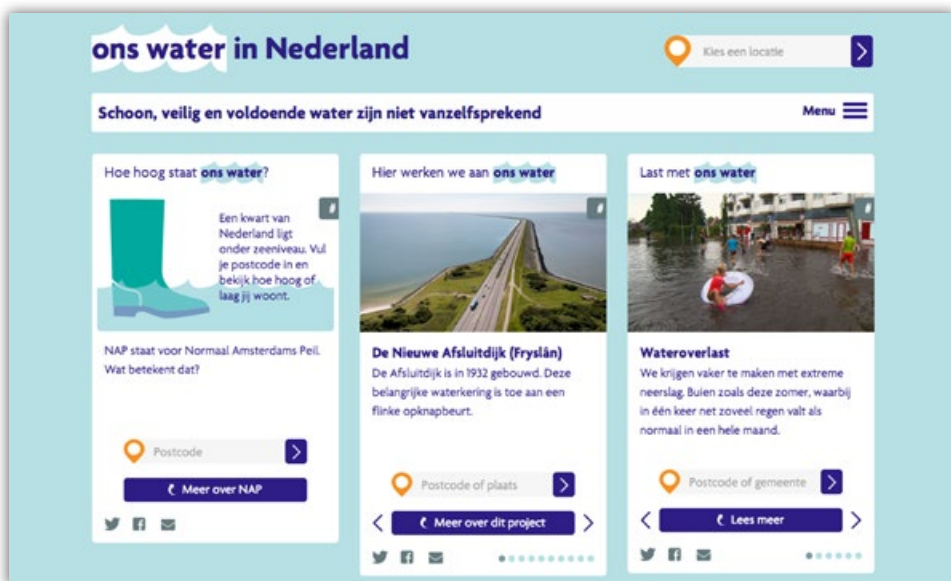 ons water in Nederland
Kies een locatie
Schoon, veilig en voldoende water zijn niet vanzelfsprekend
Menu
Hoe hoog staat ons water?
Een kwart van
Nederland ligt
onder zeeniveau. Vul
je postcode in en
bekijk hoe hoog of
laag jij woont.
NAP staat voor Normaal Amsterdams Peil.
Wat betekent dat?
Postcode
Meer over NAP
Hier werken we aan ons water
De Nieuwe Afsluitdijk (Fryslân)
De Afsluitdijk is in 1932 gebouwd. Deze
belangrijke waterkering is toe aan een
flinke opknapbeurt.
Postcode of plaats
Meer over dit project
Last met ons water
Wateroverlast
We krijgen vaker te maken met extreme
neerslag. Buien zoals deze zomer, waarbij
in één keer net zoveel regen valt als
normaal in een hele maand.
Postcode of gemeente
Lees meer